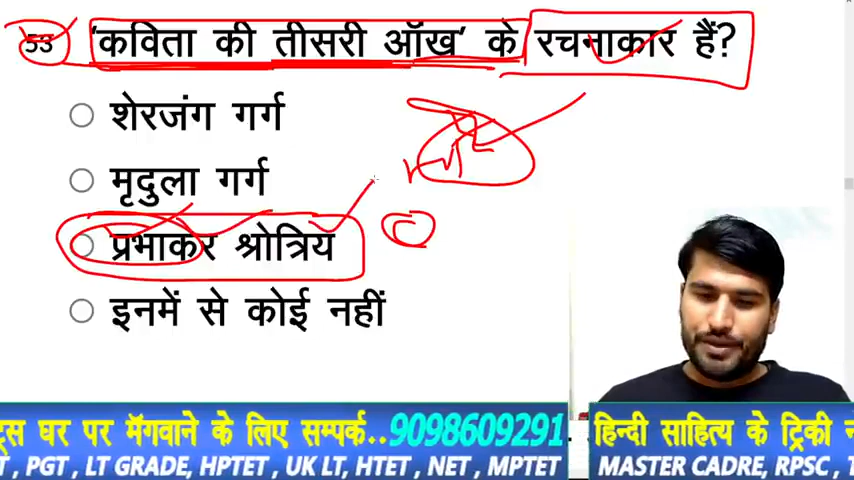 53 'कविता की तीसरी आँख' के रचनाकार हैं?
शेरजंग गर्ग
मृदुला गर्ग
प्रभाकर श्रोत्रिय
इनमें से कोई नहीं
ट्स घर पर मँगवाने के लिए सम्पर्क..9098609291
हिन्दी साहित्य के ट्रिकी न
T , PGT , LT GRADE, HPTET , UK LT, HTET , NET , MPTET
MASTER CADRE, RPSC , T